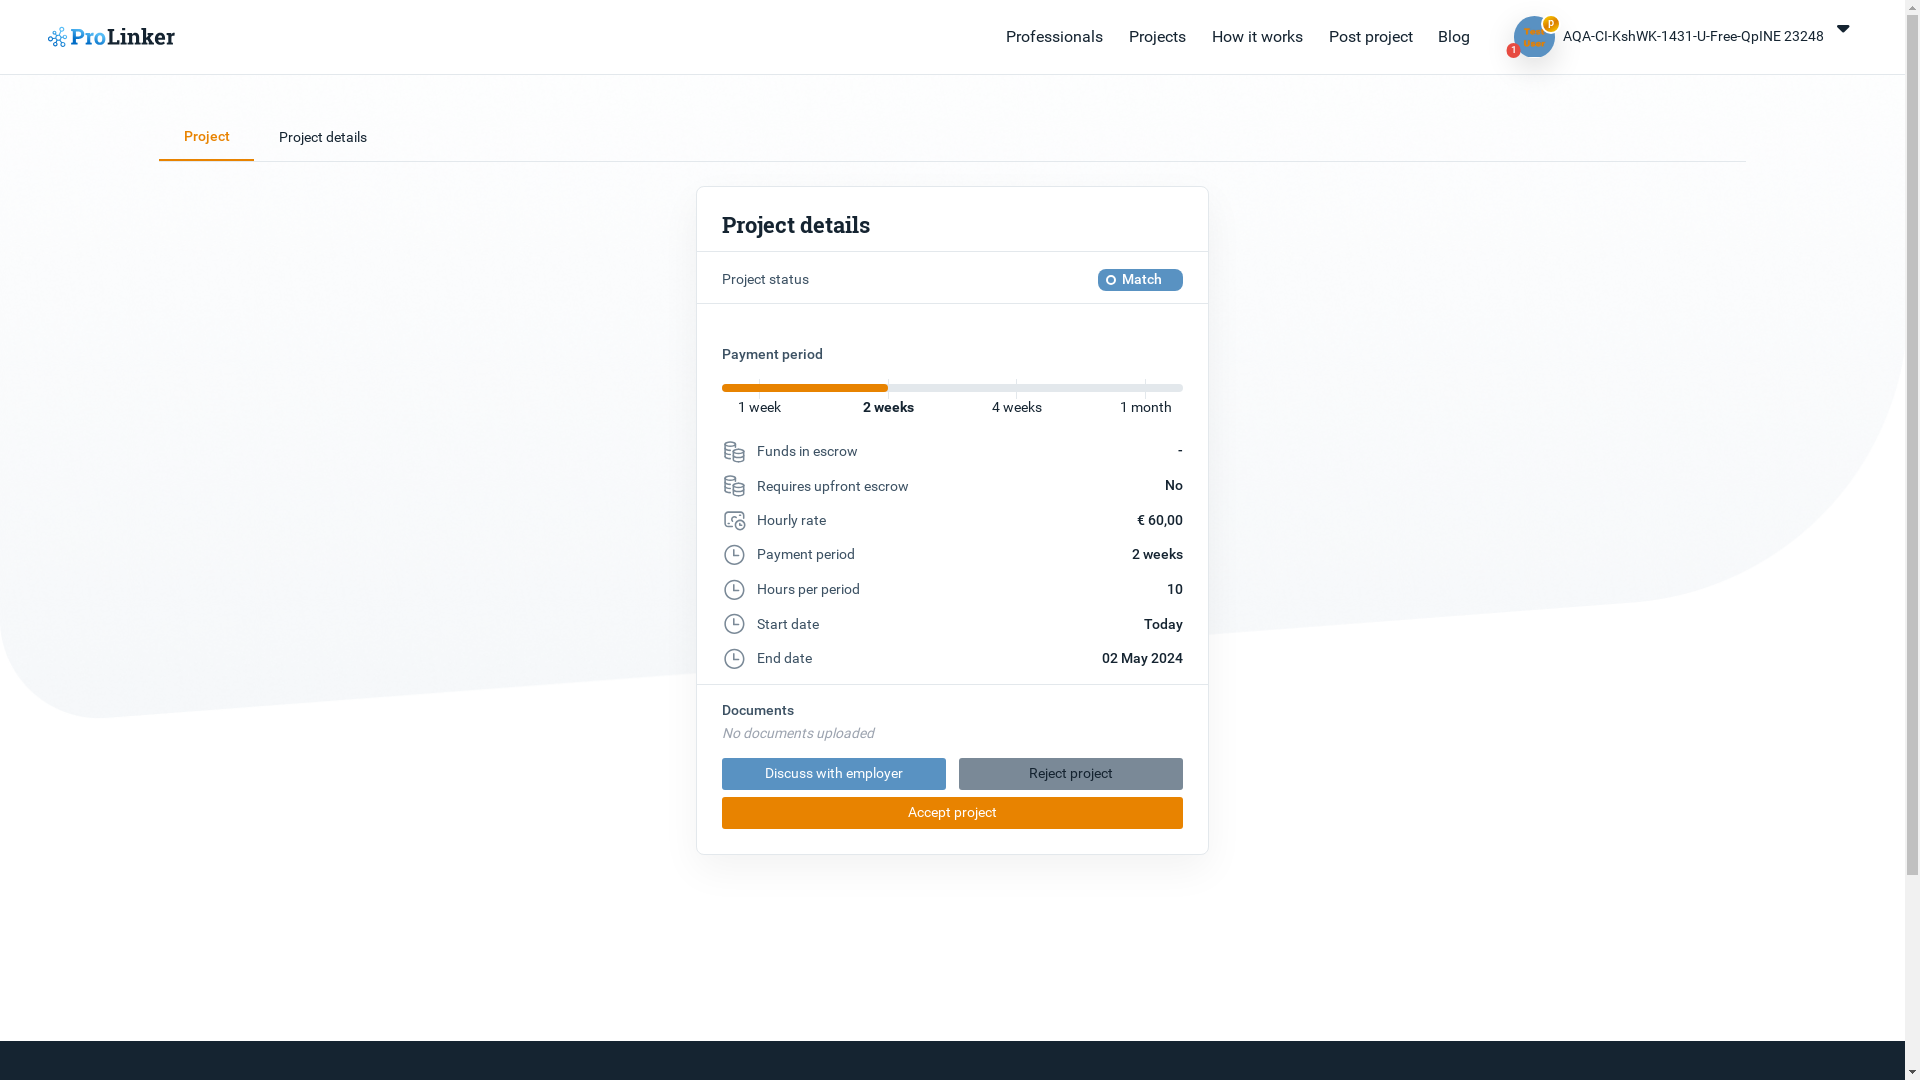 ProLinker
Professionals
Projects
How it works
Post project
Blog
p
1
AQA-CI-KshWK-1431-U-Free-QpINE 23248
Project
Project details
Project details
Project status
Match
Payment period
1 week
2 weeks
4 weeks
1 month
Funds in escrow
-
Requires upfront escrow
No
Hourly rate
€ 60,00
Payment period
2 weeks
Hours per period
10
Start date
Today
End date
02 May 2024
Documents
No documents uploaded
Discuss with employer
Reject project
Accept project